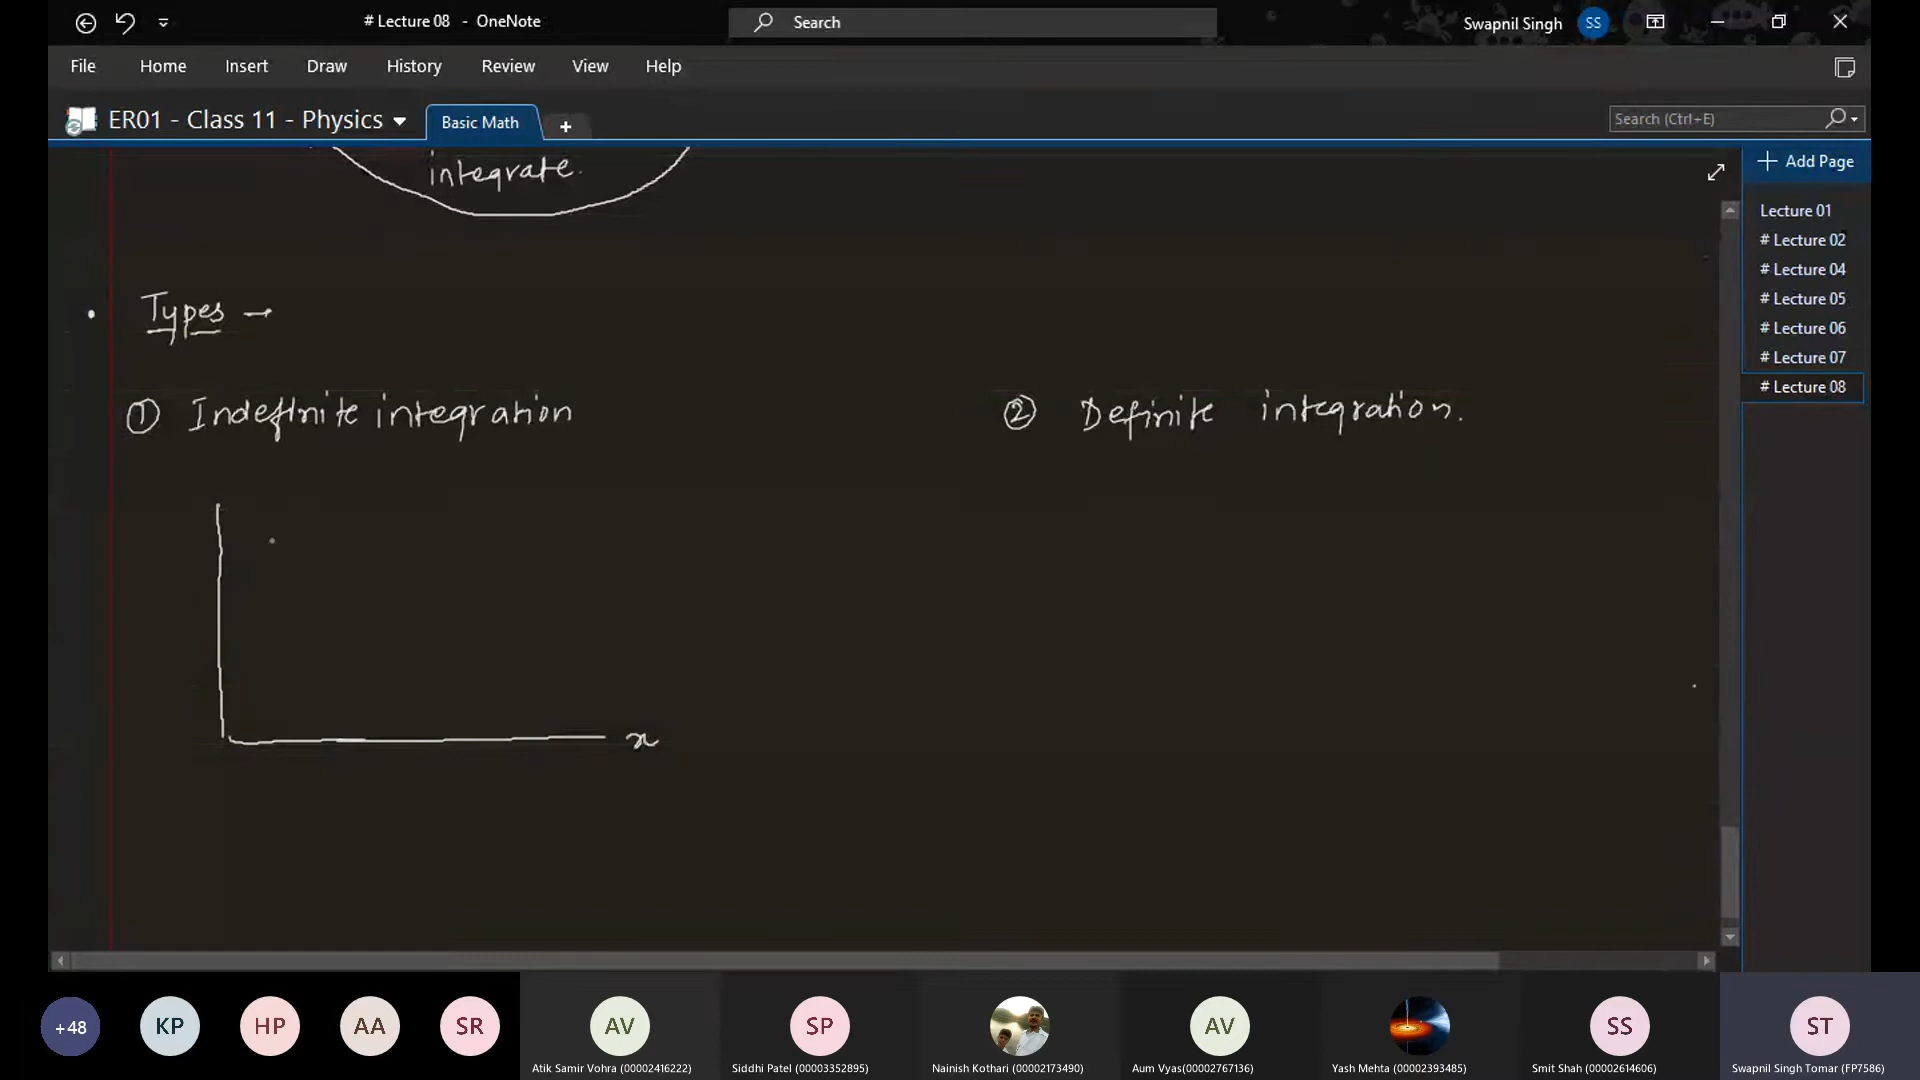 # Lecture 08 - OneNote
Search
Swapnil Singh
SS
File Home Insert Draw History Review View Help
ER01 - Class 11 - Physics
Basic Math
Search (Ctrl+E)
Add Page
Lecture 01
# Lecture 02
# Lecture 04
# Lecture 05
# Lecture 06
# Lecture 07
# Lecture 08
integrate.
• Types →
① Indefinite integration
② Definite integration.
x
+48
KP
HP
AA
SR
AV
SP
AV
SS
ST
Atik Samir Vohra (00002416222)
Siddhi Patel (00003352895)
Nainish Kothari (00002173490)
Aum Vyas(00002767136)
Yash Mehta (00002393485)
Smit Shah (00002614606)
Swapnil Singh Tomar (FP7586)